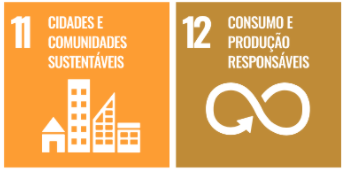 11 CIDADES E
COMUNIDADES
SUSTENTÁVEIS
12 CONSUMO E
PRODUÇÃO
RESPONSÁVEIS